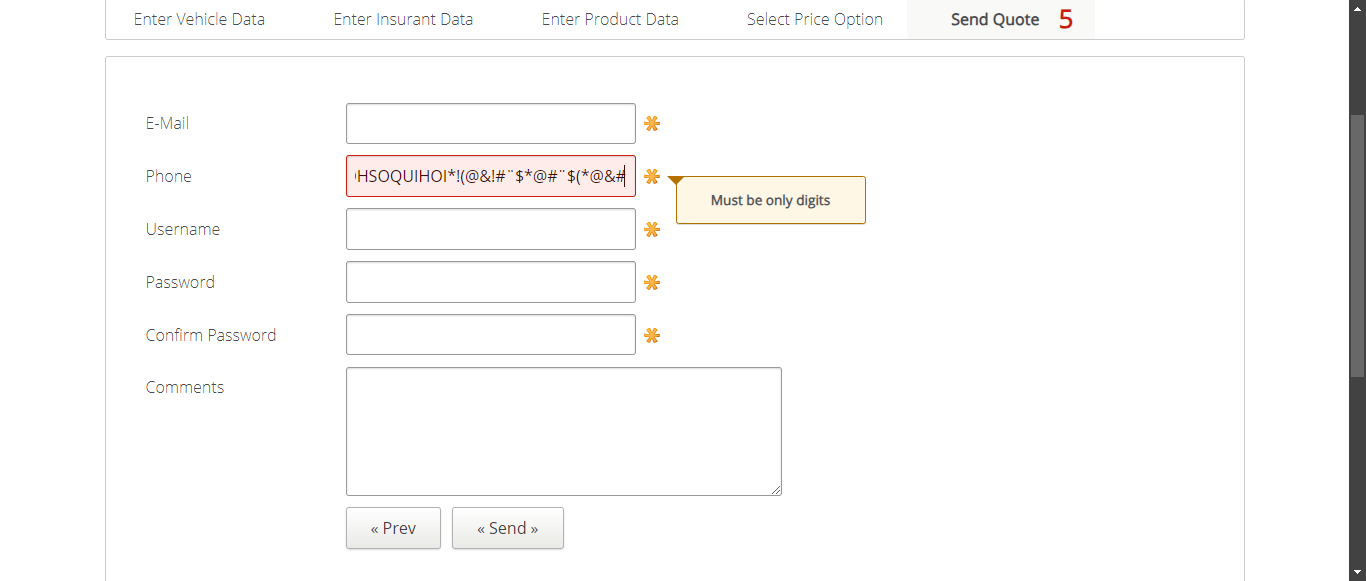 Enter Vehicle Data Enter Insurant Data Enter Product Data Select Price Option Send Quote 5
E-Mail
Phone HSOQUIHOI*!(@&!#¨$*@#¨$(*@&#
Must be only digits
Username
Password
Confirm Password
Comments
« Prev « Send »